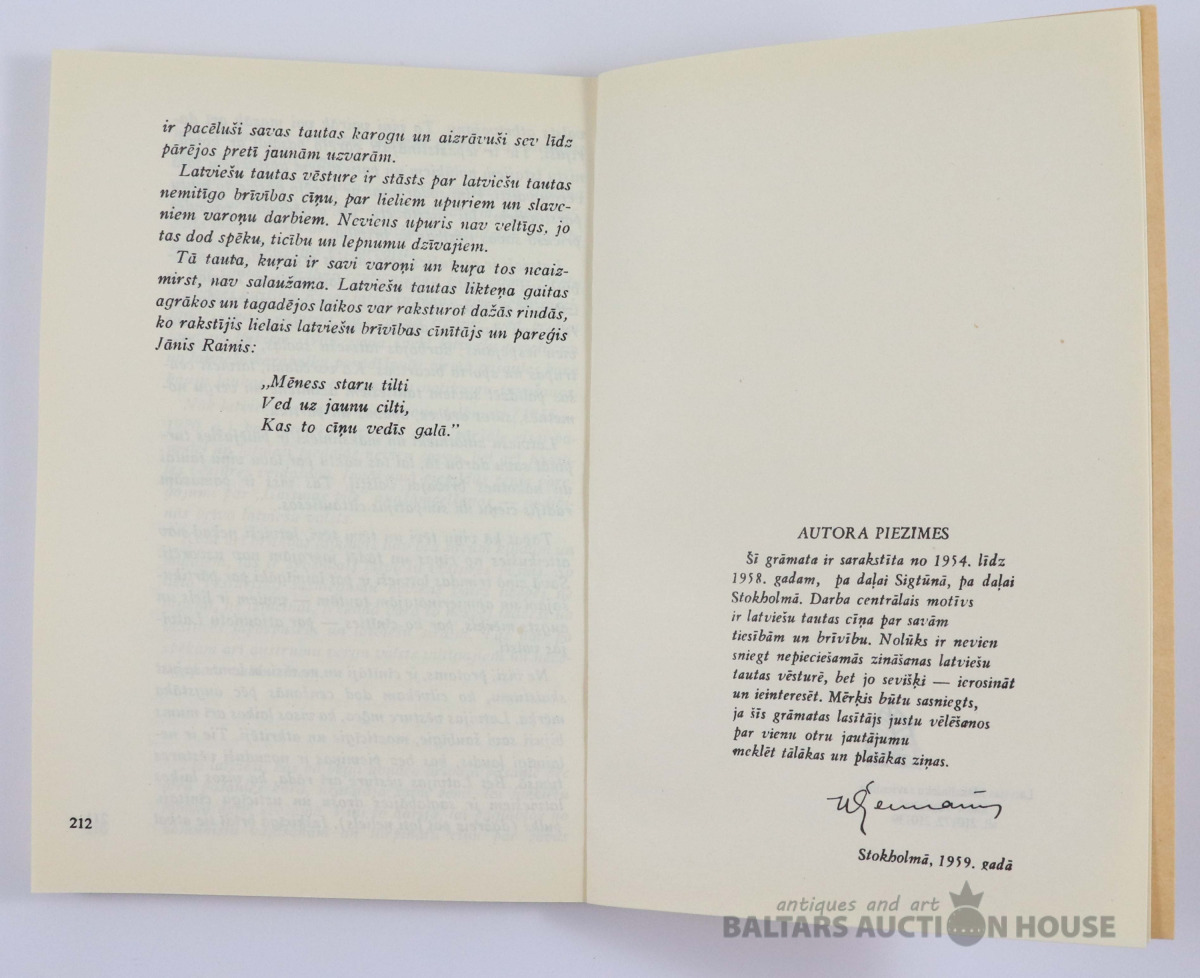 ir pacēluši savas tautas karogu un aizrāvuši sev līdz
pārējos pretī jaunām uzvarām.
Latviešu tautas vēsture ir stāsts par latviešu tautas
nemitīgo brīvības cīņu, par lieliem upuriem un slave-
niem varoņu darbiem. Neviens upuris nav veltīgs, jo
tas dod spēku, ticību un lepnumu dzīvajiem.
Tā tauta, kuŗai ir savi varoņi un kuŗa tos neaiz-
mirst, nav salaužama. Latviešu tautas likteņa gaitas
agrākos un tagadējos laikos var raksturot dažās rindās,
ko rakstījis lielais latviešu brīvības cīnītājs un pareģis
Jānis Rainis:
„Mēness staru tilti
Ved uz jaunu cilti,
Kas to cīņu vedīs galā.”
212
AUTORA PIEZĪMES
Šī grāmata ir sarakstīta no 1954. līdz
1958. gadam, pa daļai Sigtūnā, pa daļai
Stokholmā. Darba centrālais motīvs
ir latviešu tautas cīņa par savām
tiesībām un brīvību. Nolūks ir nevien
sniegt nepieciešamās zināšanas latviešu
tautas vēsturē, bet jo sevišķi — ierosināt
un ieinteresēt. Mērķis būtu sasniegts,
ja šīs grāmatas lasītājs justu vēlēšanos
par vienu otru jautājumu
meklēt tālākas un plašākas ziņas.
Stokholmā, 1959. gadā
antiques and art
BALTARS AUCTION HOUSE